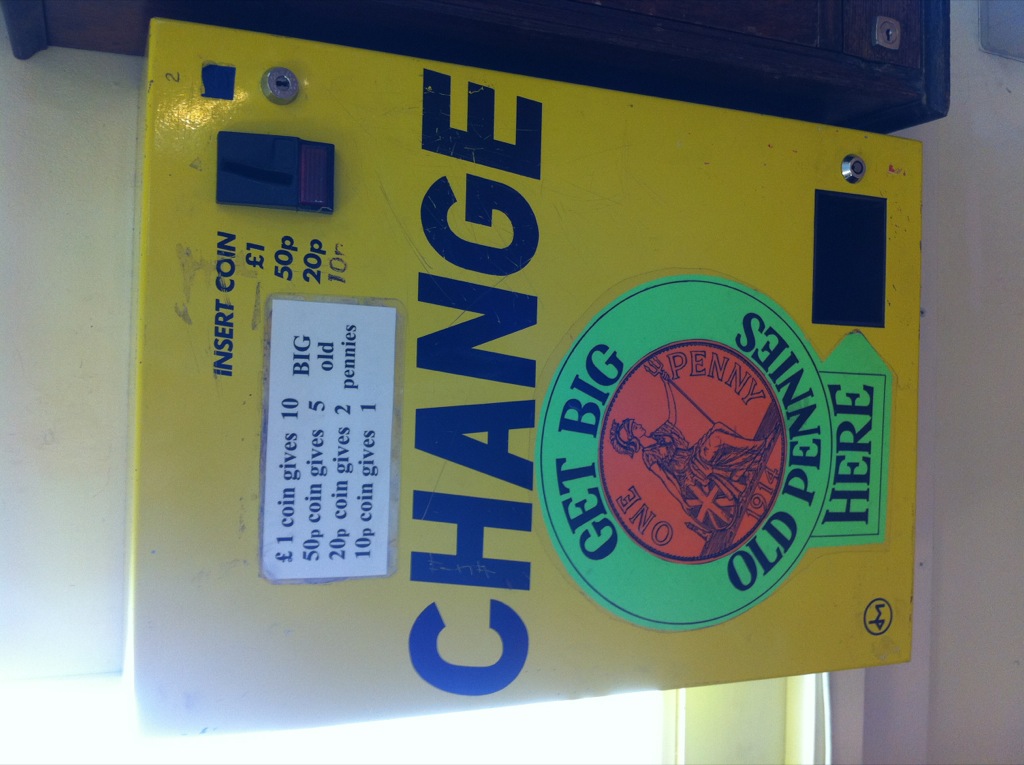 2
INSERT COIN
£1
50p
20p
10p
£1 coin gives 10 BIG
50p coin gives 5 old
20p coin gives 2 pennies
10p coin gives 1
CHANGE
GET BIG
ONE PENNY
1914
OLD PENNIES
HERE